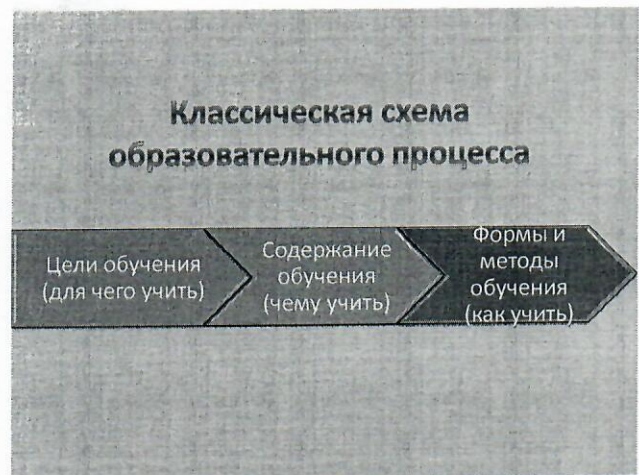 Классическая схема
образовательного процесса
Цели обучения
(для чего учить)
Содержание
обучения
(чему учить)
Формы и
методы
обучения
(как учить)